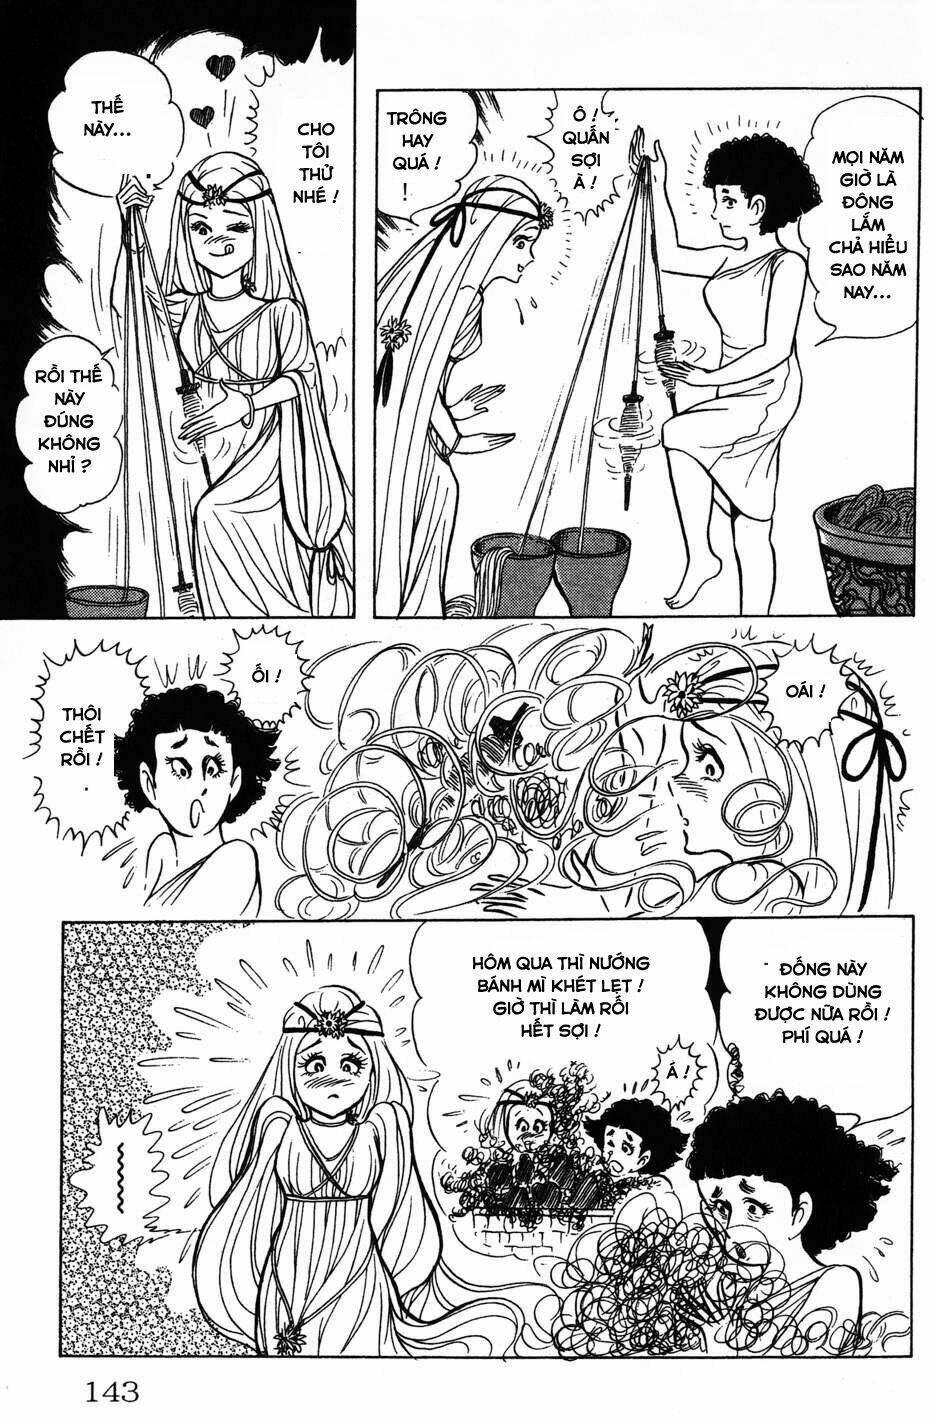 MỌI NĂM
GIỜ LÀ
ĐÔNG
LẮM
CHẢ HIỂU
SAO NĂM
NAY...
Ô !
QUẤN
SỢI
À !
TRÔNG
HAY
QUÁ !
!
CHO
TÔI
THỬ
NHÉ !
THẾ
NÀY...
RỒI THẾ
NÀY
ĐÚNG
KHÔNG
NHỈ ?
OÁI !
ỐI !
THÔI
CHẾT
RỒI !
ĐỐNG NÀY
KHÔNG DÙNG
ĐƯỢC NỮA RỒI !
PHÍ QUÁ !
HÔM QUA THÌ NƯỚNG
BÁNH MÌ KHÉT LẸT !
GIỜ THÌ LÀM RỐI
HẾT SỢI !
Á !
143